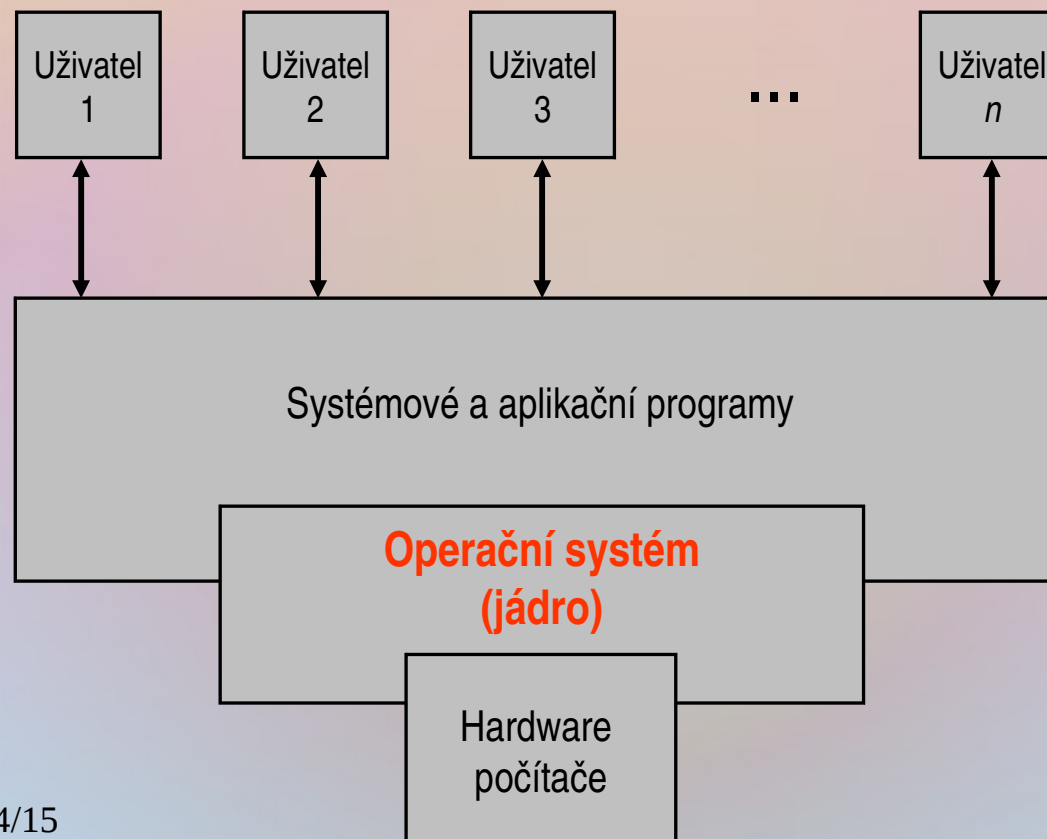 Uživatel
1
Uživatel
2
Uživatel
3
...
Uživatel
n
Systémové a aplikační programy
Operační systém
(jádro)
Hardware
počítače
4/15